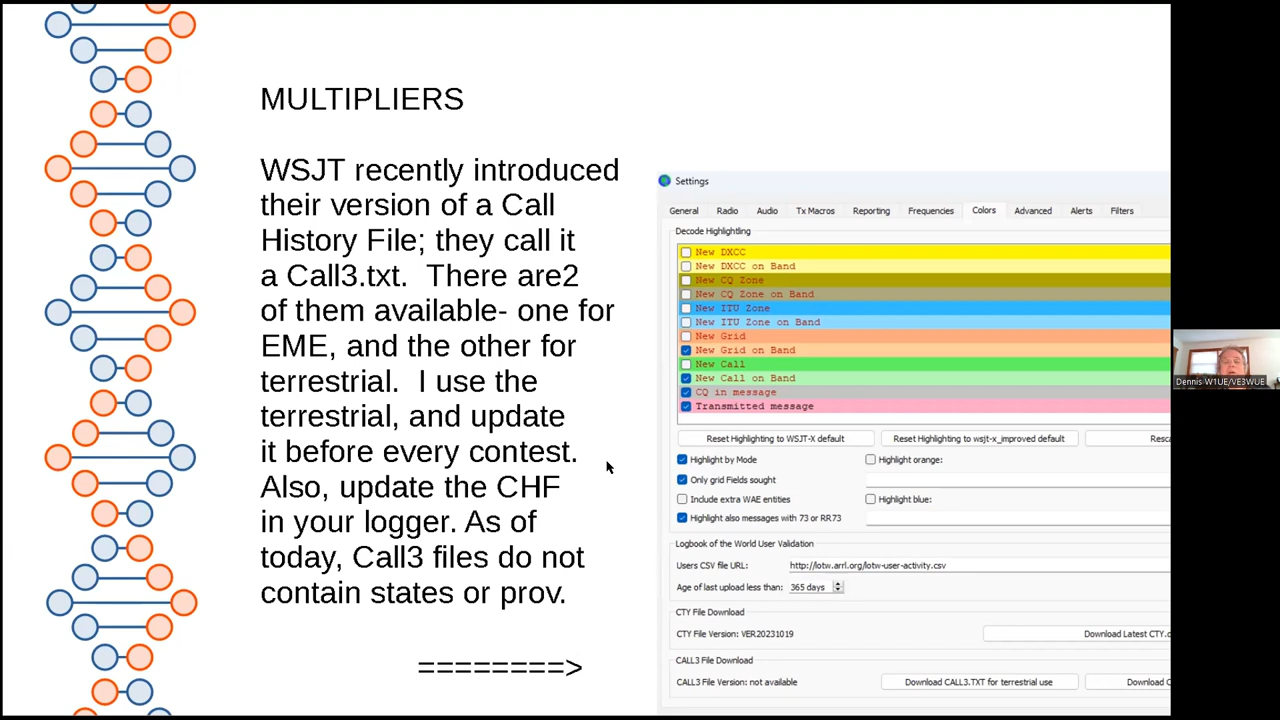 MULTIPLIERS
WSJT recently introduced
their version of a Call
History File; they call it
a Call3.txt.  There are2
of them available- one for
EME, and the other for
terrestrial.  I use the
terrestrial, and update
it before every contest.
Also, update the CHF
in your logger. As of
today, Call3 files do not
contain states or prov.
========>
Settings
General Radio Audio Tx Macros Reporting Frequencies Colors Advanced Alerts Filters
Decode Highlighting
New DXCC
New DXCC on Band
New CQ Zone
New CQ Zone on Band
New ITU Zone
New ITU Zone on Band
New Grid
New Grid on Band
New Call
New Call on Band
CQ in message
Transmitted message
Reset Highlighting to WSJT-X default Reset Highlighting to wsjt-x_improved default Resca
Highlight by Mode Highlight orange:
Only grid Fields sought
Include extra WAE entities Highlight blue:
Highlight also messages with 73 or RR73
Logbook of the World User Validation
Users CSV file URL: http://lotw.arrl.org/lotw-user-activity.csv
Age of last upload less than: 365 days
CTY File Download
CTY File Version: VER20231019 Download Latest CTY.
CALL3 File Download
CALL3 File Version: not available Download CALL3.TXT for terrestrial use Download
Dennis W1UE/VE3WUE